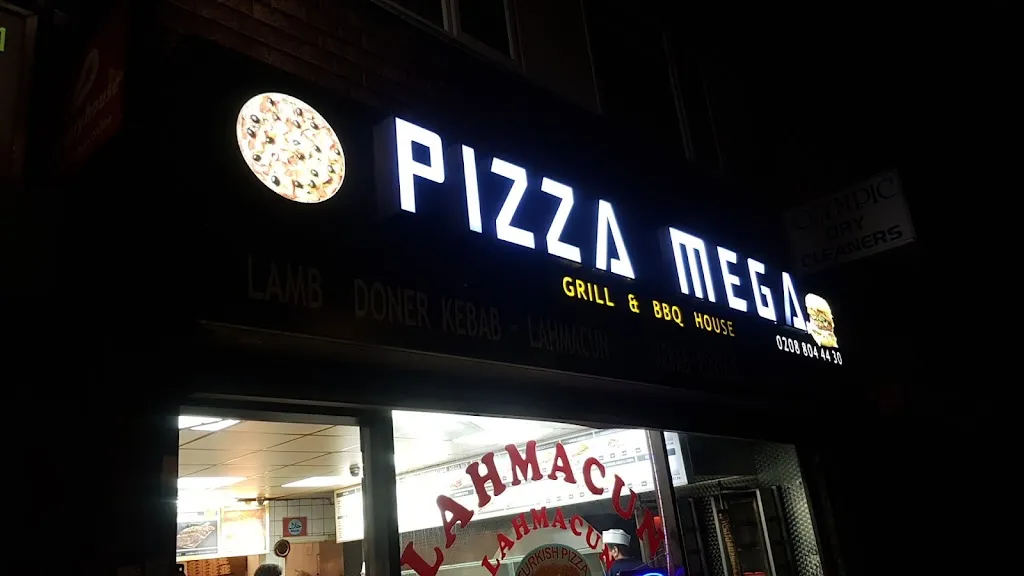 PIZZA MEGA
GRILL & BBQ HOUSE
0208 804 44 30
LAMB DONER KEBAB - LAHMACUN
OLYMPIC
DRY
CLEANERS
LAHMACUN
LAHMACUN
TURKISH PIZZA